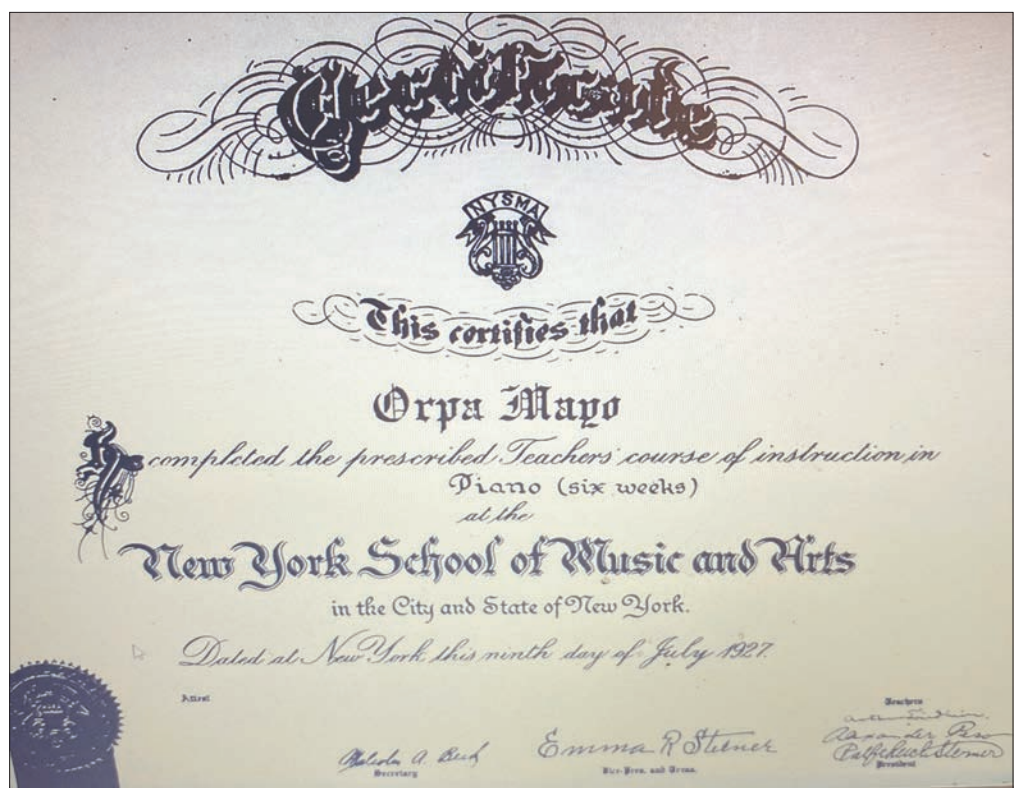 Certificate
NYSMA
This certifies that
Orpa Mayo
completed the prescribed Teachers' course of instruction in
Piano (six weeks)
at the
New York School of Music and Arts
in the City and State of New York.
Dated at New York this ninth day of July 1927.
Attest
Teachers
Emma R Steiner
Secretary
Vice-Pres. and Treas.
President